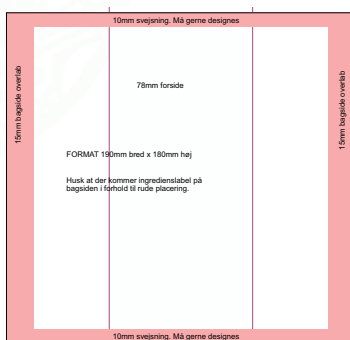 10mm svejsning. Må gerne designes
15mm bagside overlab
78mm forside
15mm bagside overlab
FORMAT 190mm bred x 180mm høj
Husk at der kommer ingredienslabel på
bagsiden i forhold til rude placering.
10mm svejsning. Må gerne designes